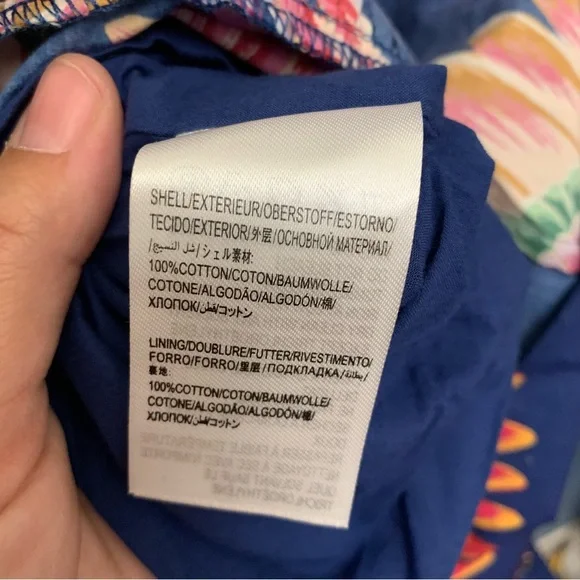 SHELL/EXTERIEUR/OBERSTOFF/ESTORNO/
TECIDO/EXTERIOR/外层/ОСНОВНОЙ МАТЕРИАЛ/
/شل النسيج/シェル素材:
100%COTTON/COTON/BAUMWOLLE/
COTONE/ALGODÃO/ALGODÓN/棉/
ХЛОПОК/قطن/コットン
LINING/DOUBLURE/FUTTER/RIVESTIMENTO/
FORRO/FORRO/里层/ПОДКЛАДКА/بطانة/
裏地:
100%COTTON/COTON/BAUMWOLLE/
COTONE/ALGODÃO/ALGODÓN/棉/
ХЛОПОК/قطن/コットン